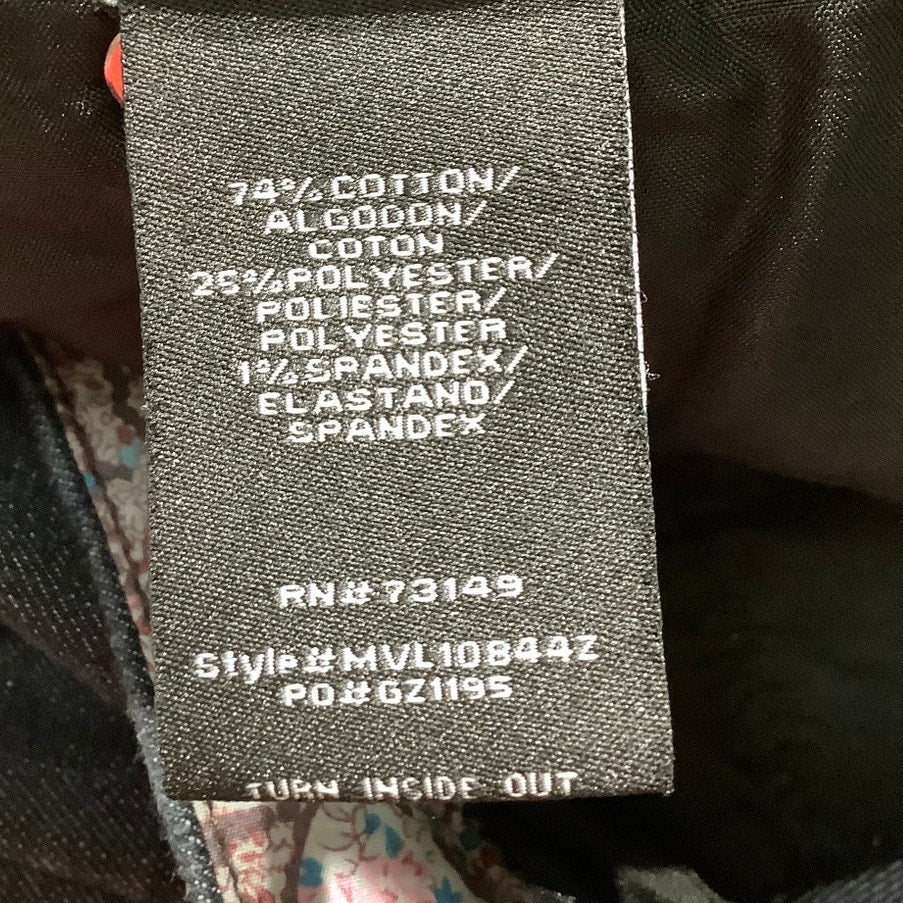 74% COTTON/
ALGODON/
COTON
25%POLYESTER/
POLIESTER/
POLYESTER
1%SPANDEX/
ELASTANO/
SPANDEX
RN#73149
Style#MVL10844Z
PO#GZ1195
TURN INSIDE OUT